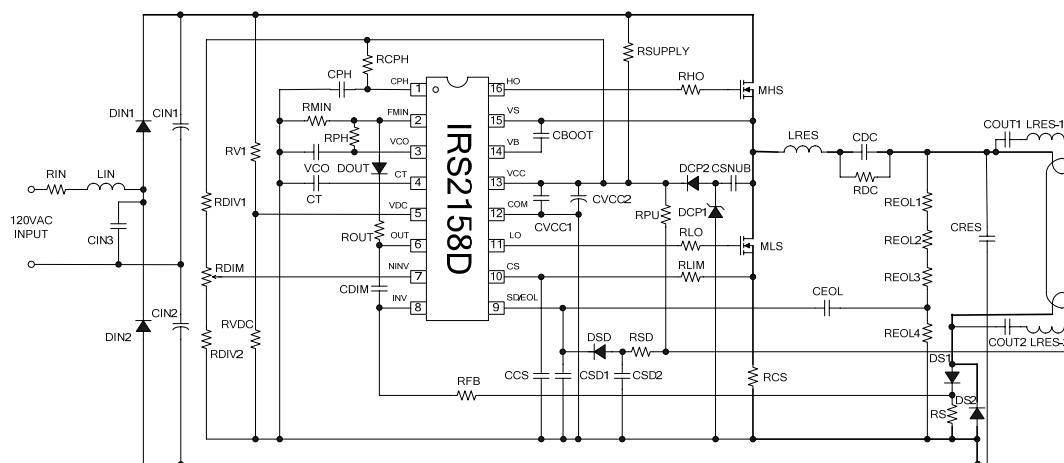 RSUPPLY
RCPH
CPH
CPH
1
16
HO
RHO
MHS
DIN1
CIN1
RMIN
FMIN
2
15
VS
RPH
CBOOT
LRES
CDC
COUT1
LRES-1
RV1
VCO
3
14
VB
VCO
DOUT
RDC
RIN
LIN
CT
4
13
VCC
DCP2
CSNUB
CT
RDIV1
VDC
5
12
COM
CVCC2
CVCC1
RPU
DCP1
REOL1
120VAC
INPUT
CIN3
ROUT
OUT
6
11
LO
RLO
MLS
REOL2
CRES
IRS2158D
RDIM
NINV
7
10
CS
RLIM
REOL3
CDIM
INV
8
9
SD/EOL
CEOL
CIN2
DIN2
RVDC
RDIV2
REOL4
COUT2
LRES-2
DSD
RSD
DS1
RFB
CCS
CSD1
CSD2
RCS
DS2
RS